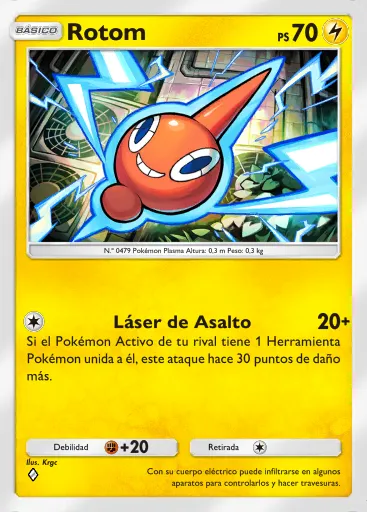 BÁSICO Rotom PS 70
N.º 0479 Pokémon Plasma Altura: 0,3 m Peso: 0,3 kg
Láser de Asalto 20+
Si el Pokémon Activo de tu rival tiene 1 Herramienta
Pokémon unida a él, este ataque hace 30 puntos de daño
más.
Debilidad +20 Retirada
Ilus. Krgc
Con su cuerpo eléctrico puede infiltrarse en algunos
aparatos para controlarlos y hacer travesuras.